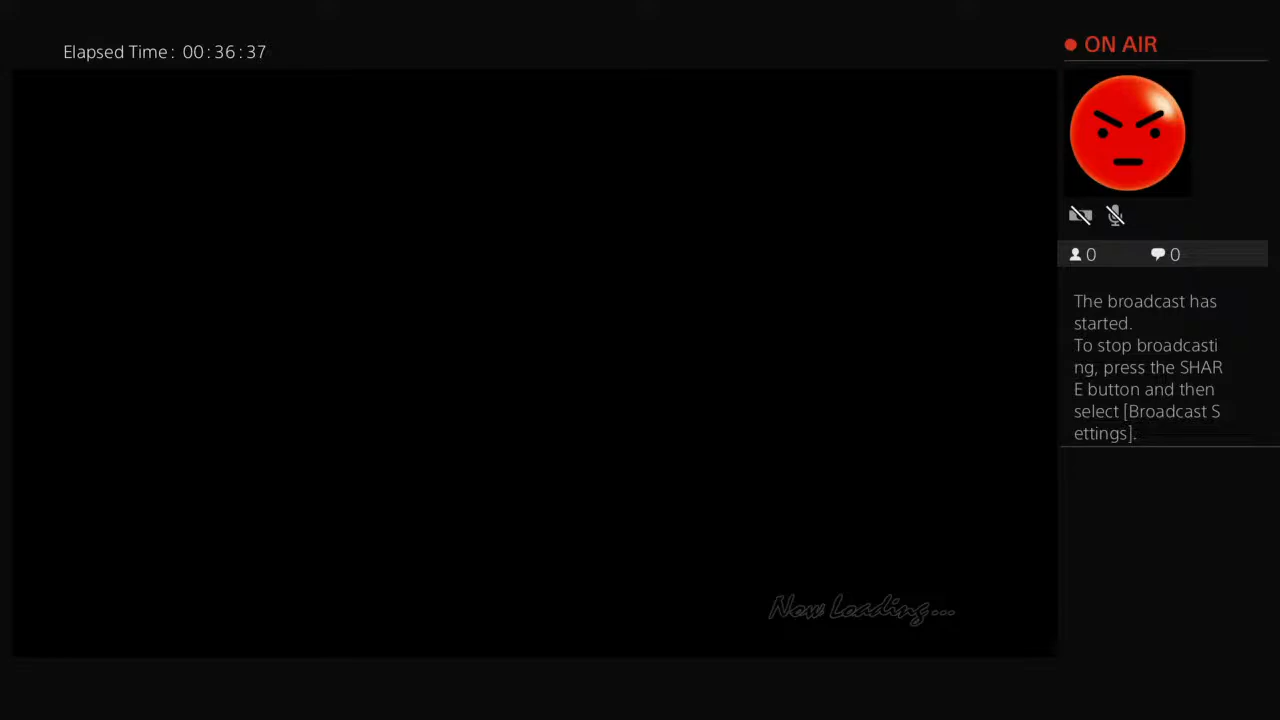 Elapsed Time: 00:36:37
ON AIR
0 0
The broadcast has
started.
To stop broadcasti
ng, press the SHAR
E button and then
select [Broadcast S
ettings].
Now Loading...